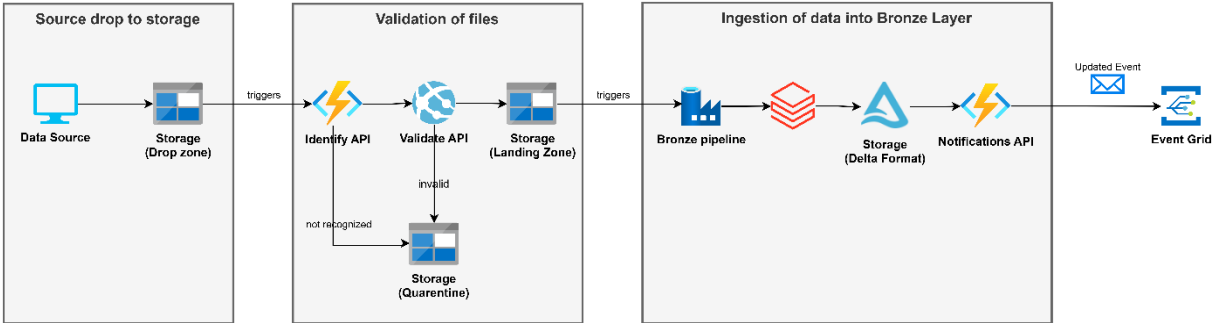 Source drop to storage
Validation of files
Ingestion of data into Bronze Layer
Updated Event
triggers
triggers
Data Source
Storage
(Drop zone)
Identify API
Validate API
Storage
(Landing Zone)
Bronze pipeline
Storage
(Delta Format)
Notifications API
Event Grid
invalid
not recognized
Storage
(Quarentine)